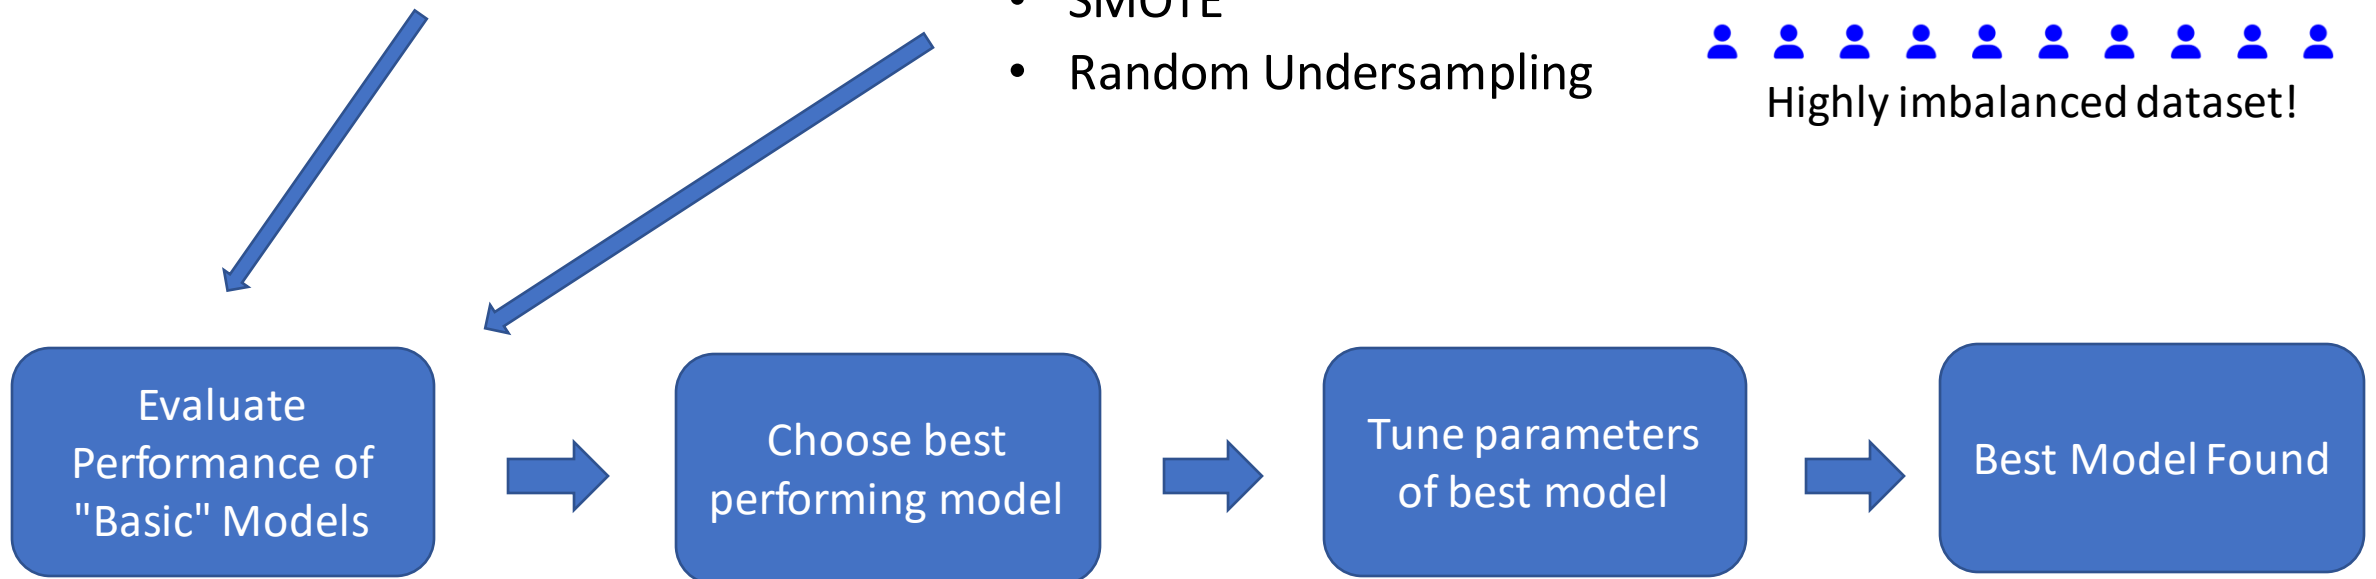 • SMOTE
• Random Undersampling
Highly imbalanced dataset!
Evaluate
Performance of
"Basic" Models
Choose best
performing model
Tune parameters
of best model
Best Model Found